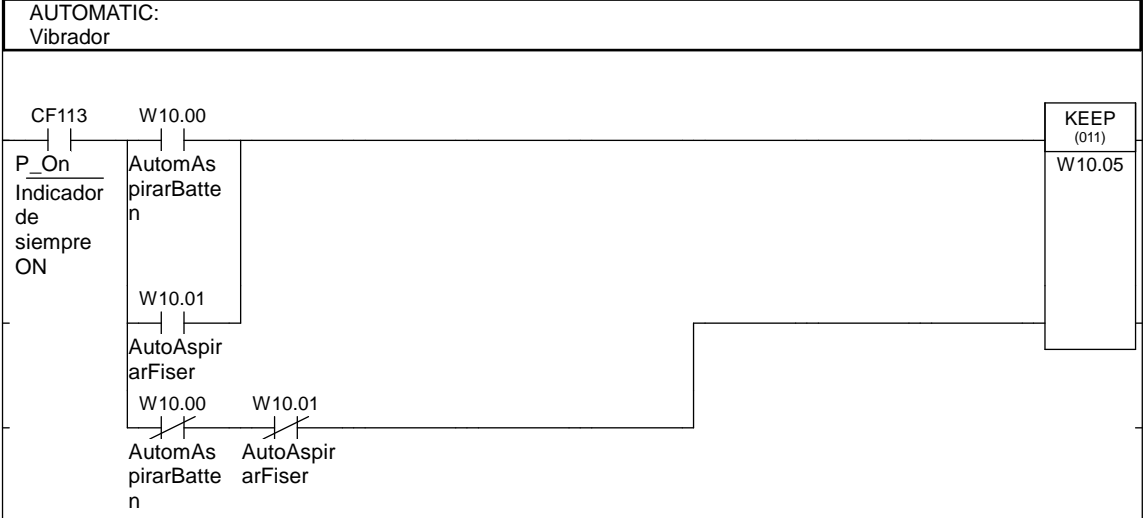 AUTOMATIC:
Vibrador
CF113
W10.00
KEEP
(011)
P_On
AutomAs
pirarBatte
n
W10.05
Indicador
de
siempre
ON
W10.01
AutoAspir
arFiser
W10.00
W10.01
AutomAs
pirarBatte
n
AutoAspir
arFiser